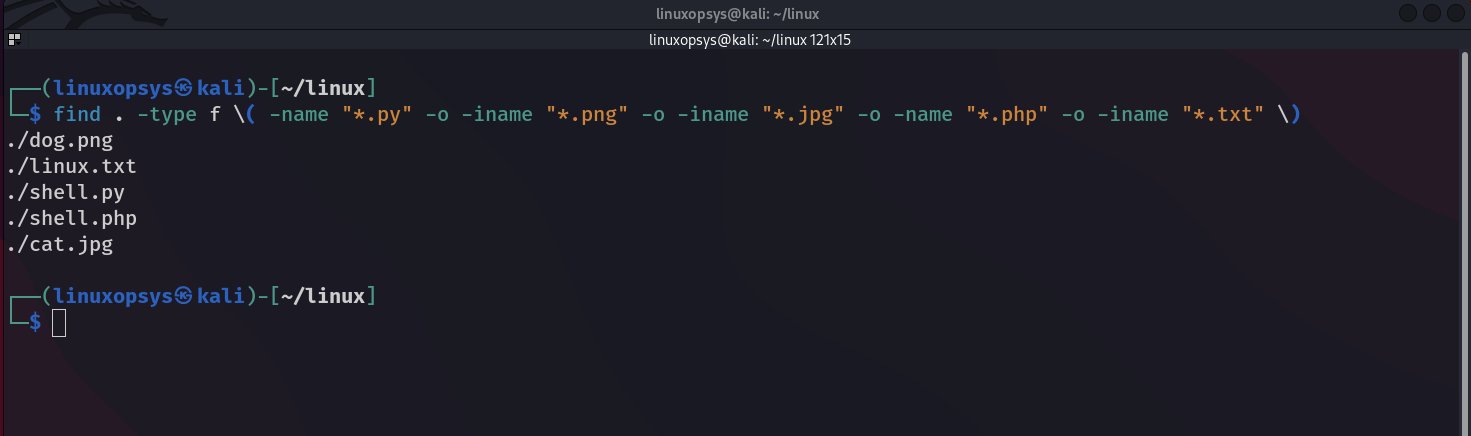 linuxopsys@kali: ~/linux
linuxopsys@kali: ~/linux 121x15
┌──(linuxopsys㉿kali)-[~/linux]
└─$ find . -type f \( -name "*.py" -o -iname "*.png" -o -iname "*.jpg" -o -name "*.php" -o -iname "*.txt" \)
./dog.png
./linux.txt
./shell.py
./shell.php
./cat.jpg
┌──(linuxopsys㉿kali)-[~/linux]
└─$